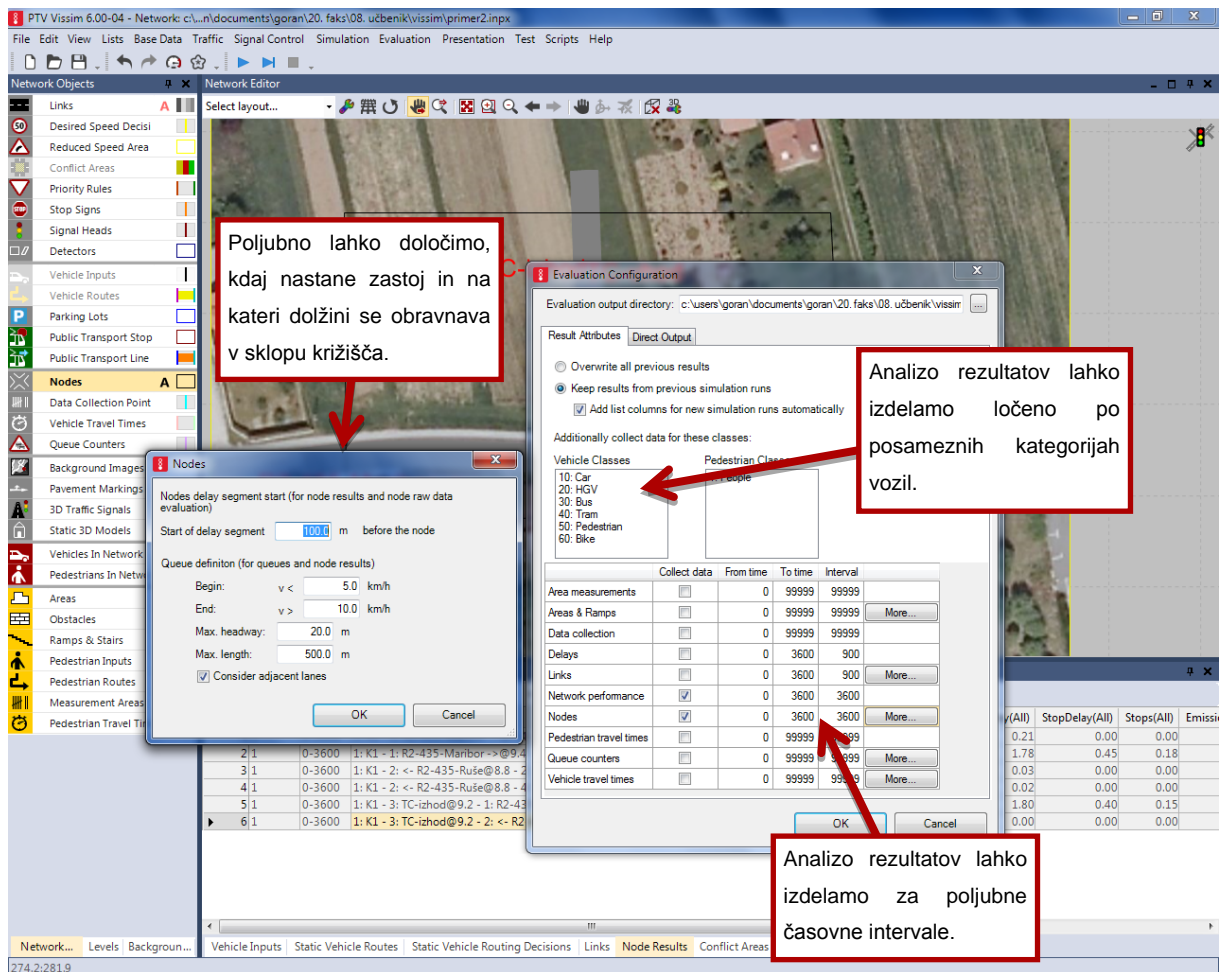 PTV Vissim 6.00-04 - Network: c:\...n\documents\goran\20. faks\08. učbenik\vissim\primer2.inpx
File Edit View Lists Base Data Traffic Signal Control Simulation Evaluation Presentation Test Scripts Help
Network Objects
Network Editor
Select layout...
Links A
Desired Speed Decisi
Reduced Speed Area
Conflict Areas
Priority Rules
Stop Signs
Signal Heads
Detectors
Vehicle Inputs
Vehicle Routes
Parking Lots
Public Transport Stop
Public Transport Line
Nodes A
Data Collection Point
Vehicle Travel Times
Queue Counters
Background Images
Pavement Markings
3D Traffic Signals
Static 3D Models
Vehicles In Network
Pedestrians In Netwo
Areas
Obstacles
Ramps & Stairs
Pedestrian Inputs
Pedestrian Routes
Measurement Areas
Pedestrian Travel Tir
Network... Levels Backgroun...
274.2:281.9
Poljubno lahko določimo,
kdaj nastane zastoj in na
kateri dolžini se obravnava
v sklopu križišča.
Nodes
Nodes delay segment start (for node results and node raw data
evaluation)
Start of delay segment 100.0 m before the node
Queue definiton (for queues and node results)
Begin: v < 5.0 km/h
End: v > 10.0 km/h
Max. headway: 20.0 m
Max. length: 500.0 m
Consider adjacent lanes
OK Cancel
Evaluation Configuration
Evaluation output directory: c:\users\goran\documents\goran\20. faks\08. učbenik\vissim ...
Result Attributes Direct Output
Overwrite all previous results
Keep results from previous simulation runs
Add list columns for new simulation runs automatically
Additionally collect data for these classes:
Vehicle Classes Pedestrian Clas
10: Car
20: HGV
30: Bus
40: Tram
50: Pedestrian
60: Bike
People
Collect data From time To time Interval
Area measurements 0 99999 99999
Areas & Ramps 0 99999 99999 More...
Data collection 0 99999 99999
Delays 0 3600 900
Links 0 3600 900 More...
Network performance 0 3600 3600
Nodes 0 3600 3600 More...
Pedestrian travel times 0 99999 99999
Queue counters 0 99999 99999 More...
Vehicle travel times 0 99999 99999 More...
OK Cancel
Analizo rezultatov lahko
izdelamo ločeno po
posameznih kategorijah
vozil.
Analizo rezultatov lahko
izdelamo za poljubne
časovne intervale.
y(All) StopDelay(All) Stops(All) Emissi
0.21 0.00 0.00
2 1 0-3600 1: K1 - 1: R2-435-Maribor ->@9.4 1.78 0.45 0.18
3 1 0-3600 1: K1 - 2: <- R2-435-Ruše@8.8 - 2 0.03 0.00 0.00
4 1 0-3600 1: K1 - 2: <- R2-435-Ruše@8.8 - 4 0.02 0.00 0.00
5 1 0-3600 1: K1 - 3: TC-izhod@9.2 - 1: R2-43 1.80 0.40 0.15
6 1 0-3600 1: K1 - 3: TC-izhod@9.2 - 2: <- R2 0.00 0.00 0.00
Vehicle Inputs Static Vehicle Routes Static Vehicle Routing Decisions Links Node Results Conflict Areas